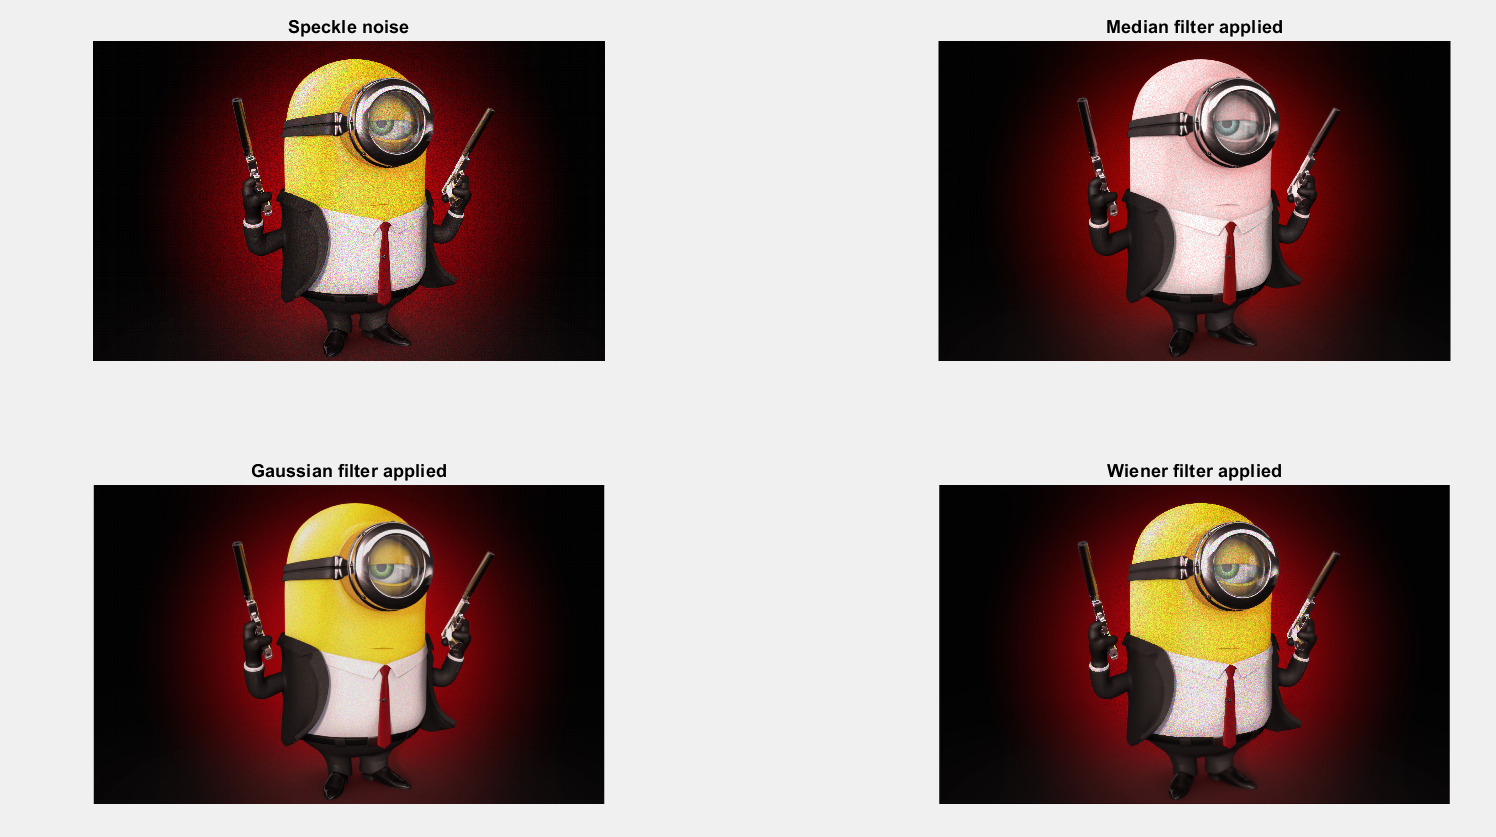 Speckle noise
Median filter applied
Gaussian filter applied
Wiener filter applied